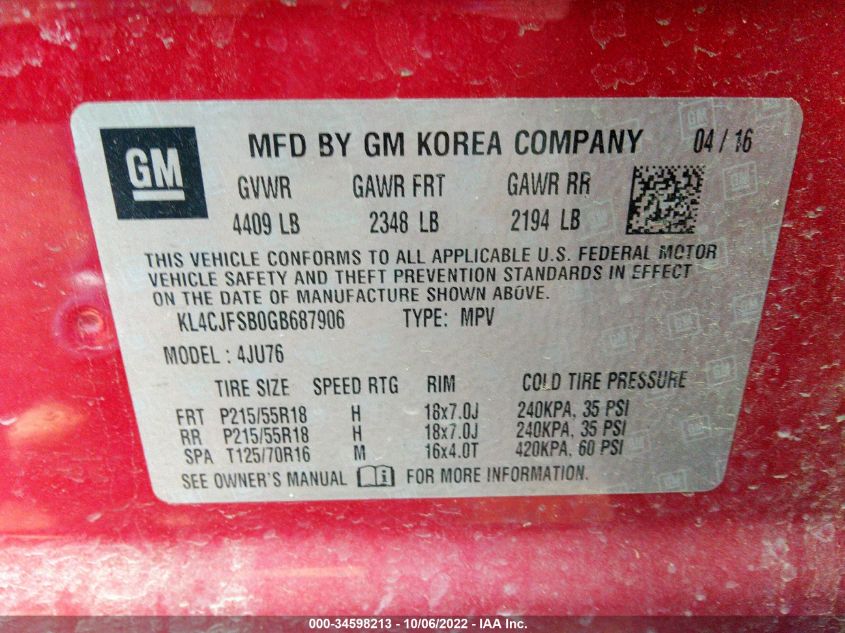 GM MFD BY GM KOREA COMPANY 04/16
GVWR GAWR FRT GAWR RR
4409 LB 2348 LB 2194 LB
THIS VEHICLE CONFORMS TO ALL APPLICABLE U.S. FEDERAL MOTOR
VEHICLE SAFETY AND THEFT PREVENTION STANDARDS IN EFFECT
ON THE DATE OF MANUFACTURE SHOWN ABOVE.
KL4CJFSB0GB687906 TYPE: MPV
MODEL: 4JU76
TIRE SIZE SPEED RTG RIM COLD TIRE PRESSURE
FRT P215/55R18 H 18x7.0J 240KPA, 35 PSI
RR P215/55R18 H 18x7.0J 240KPA, 35 PSI
SPA T125/70R16 M 16x4.0T 420KPA, 60 PSI
SEE OWNER'S MANUAL i FOR MORE INFORMATION.
000-34598213 - 10/06/2022 - IAA Inc.